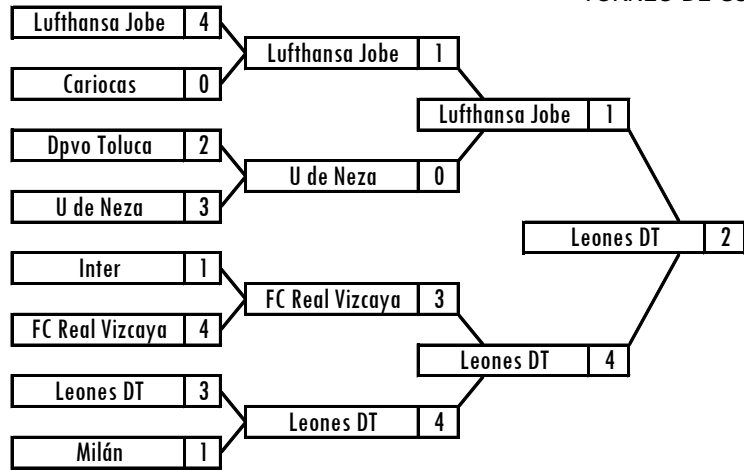 Lufthansa Jobe 4
Cariocas 0
Dpvo Toluca 2
U de Neza 3
Inter 1
FC Real Vizcaya 4
Leones DT 3
Milán 1
Lufthansa Jobe 1
U de Neza 0
FC Real Vizcaya 3
Leones DT 4
Lufthansa Jobe 1
Leones DT 4
Leones DT 2